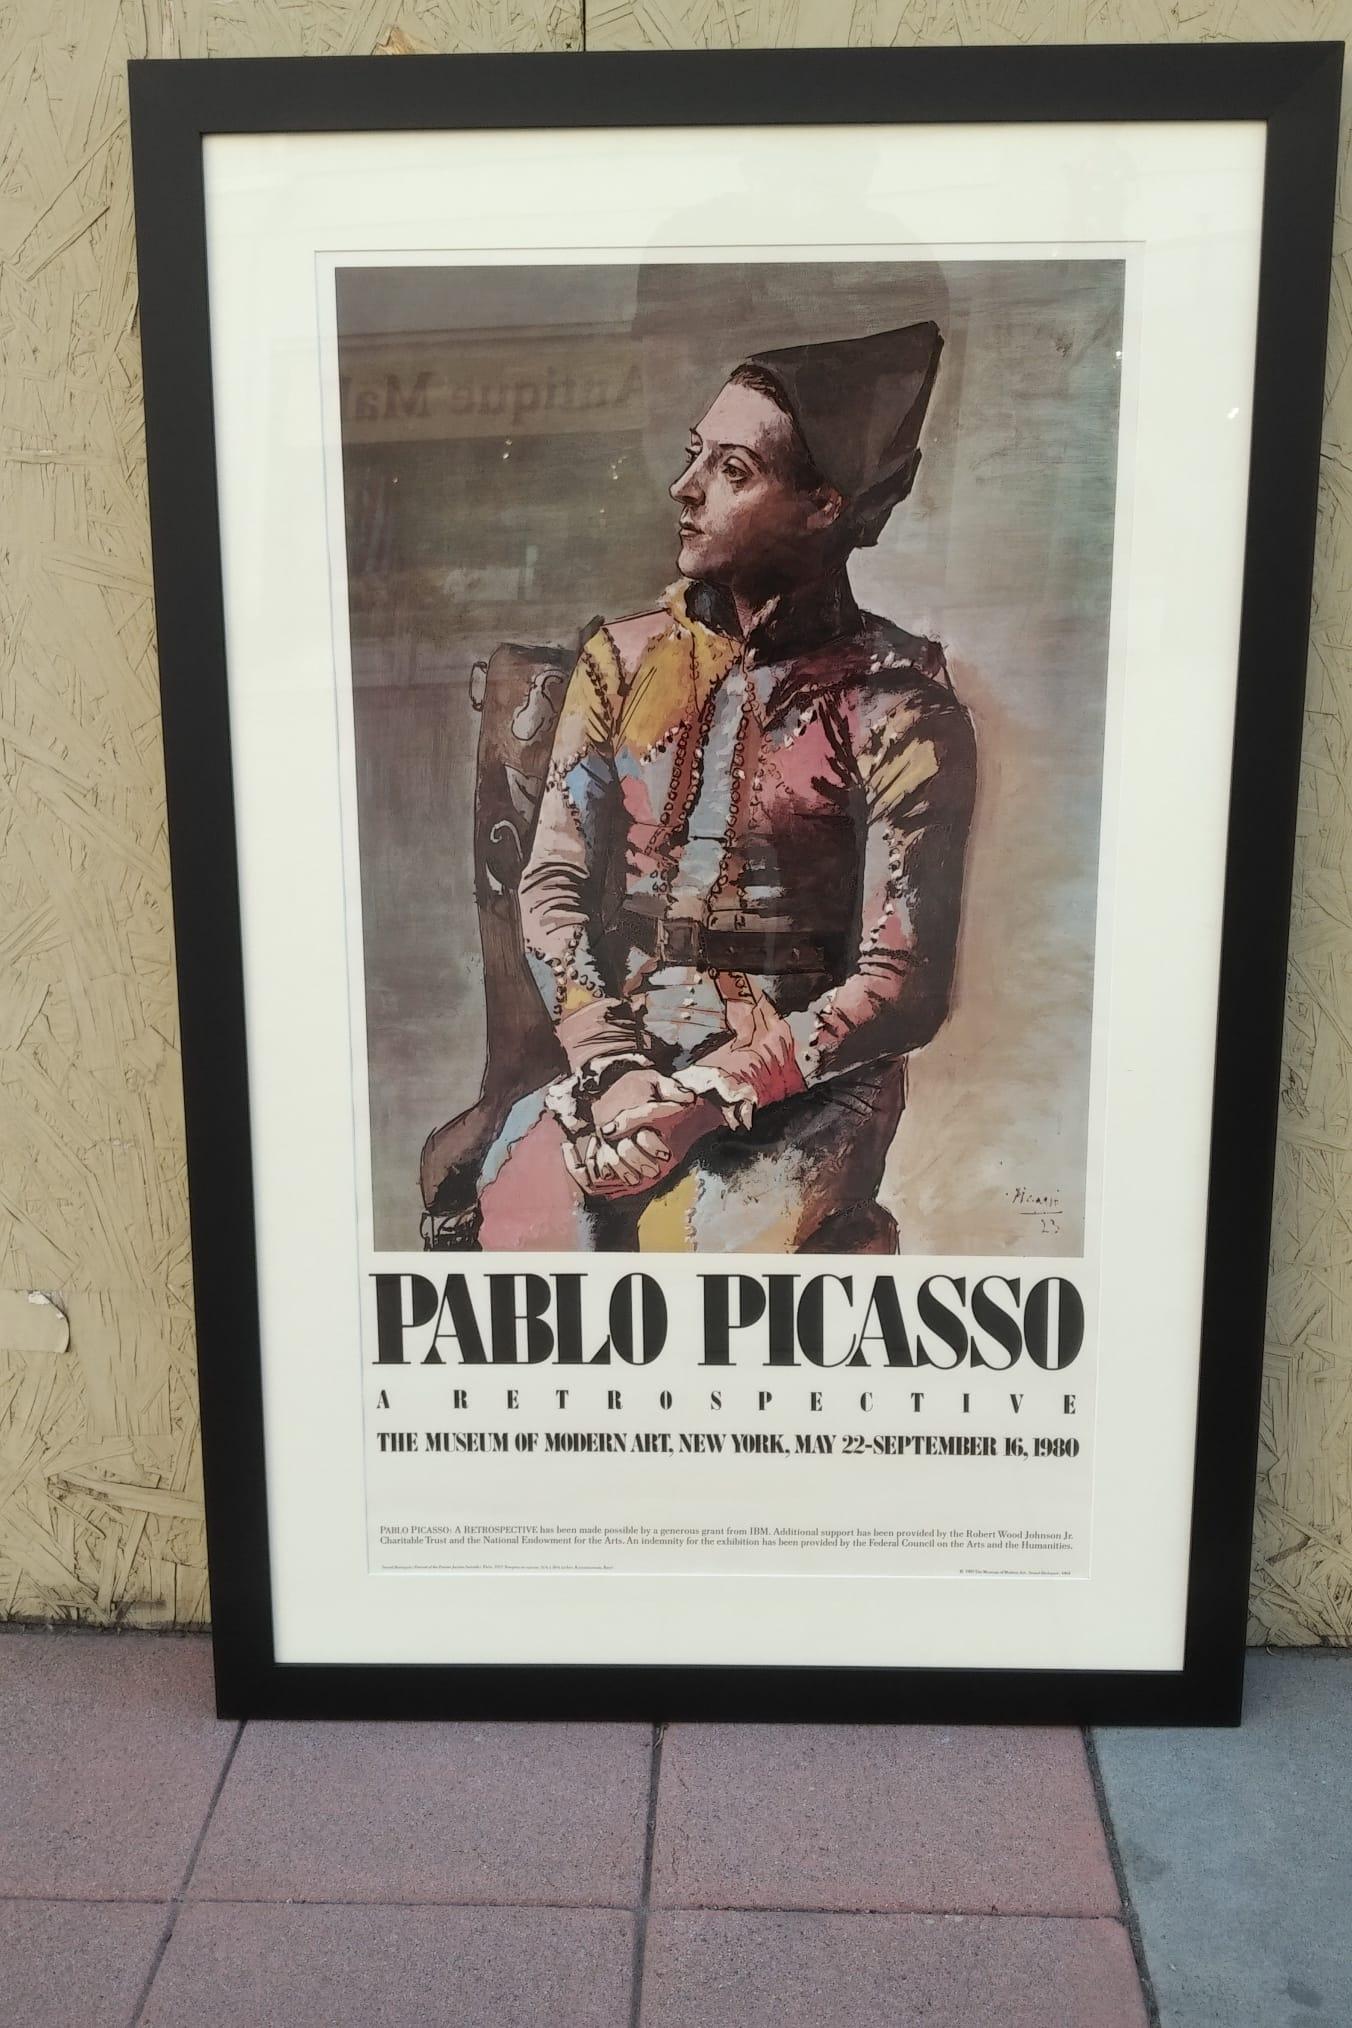 Antique Mal
Picasso
23
PABLO PICASSO
A RETROSPECTIVE
THE MUSEUM OF MODERN ART, NEW YORK, MAY 22-SEPTEMBER 16, 1980
PABLO PICASSO: A RETROSPECTIVE has been made possible by a generous grant from IBM. Additional support has been provided by the Robert Wood Johnson Jr.
Charitable Trust and the National Endowment for the Arts. An indemnity for the exhibition has been provided by the Federal Council on the Arts and the Humanities.